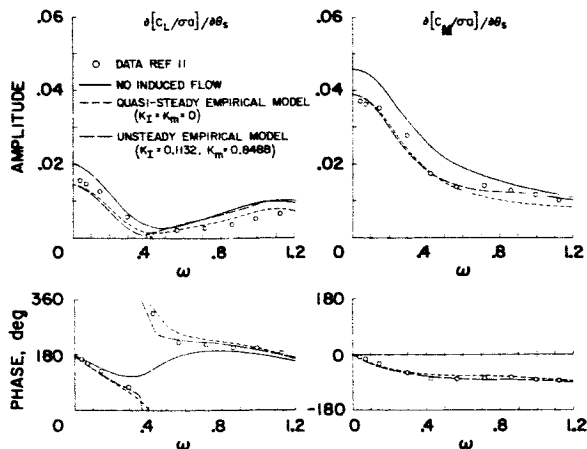 ∂[C_L/σa]/∂θ_s
∂[C_M/σa]/∂θ_s
.06
.04
.02
0
AMPLITUDE
○ DATA REF 11
— NO INDUCED FLOW
---- QUASI-STEADY EMPIRICAL MODEL
(K_I = K_m = 0)
—-— UNSTEADY EMPIRICAL MODEL
(K_I = 0.1132, K_m = 0.8488)
0 .4 .8 1.2
ω
0 .4 .8 1.2
ω
360
180
0
PHASE, deg
180
0
-180
0 .4 .8 1.2
ω
0 .4 .8 1.2
ω